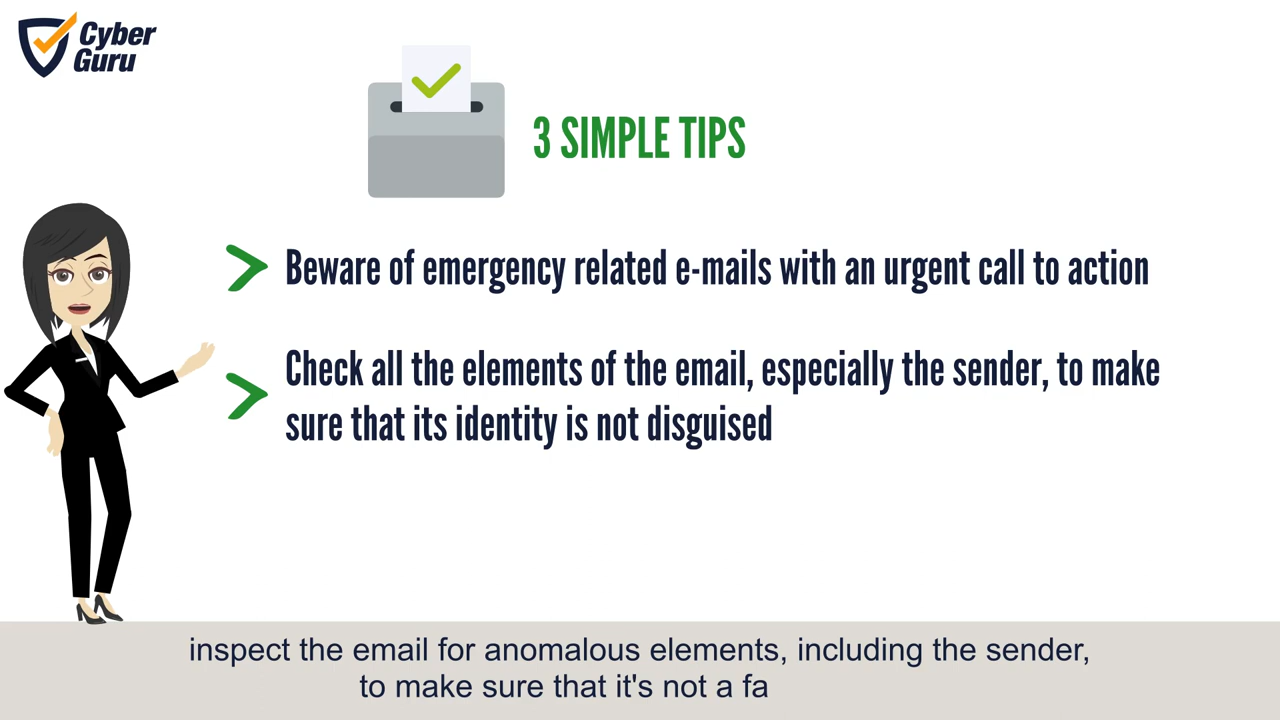 Cyber
Guru
3 SIMPLE TIPS
Beware of emergency related e-mails with an urgent call to action
Check all the elements of the email, especially the sender, to make
sure that its identity is not disguised
inspect the email for anomalous elements, including the sender,
to make sure that it's not a fa